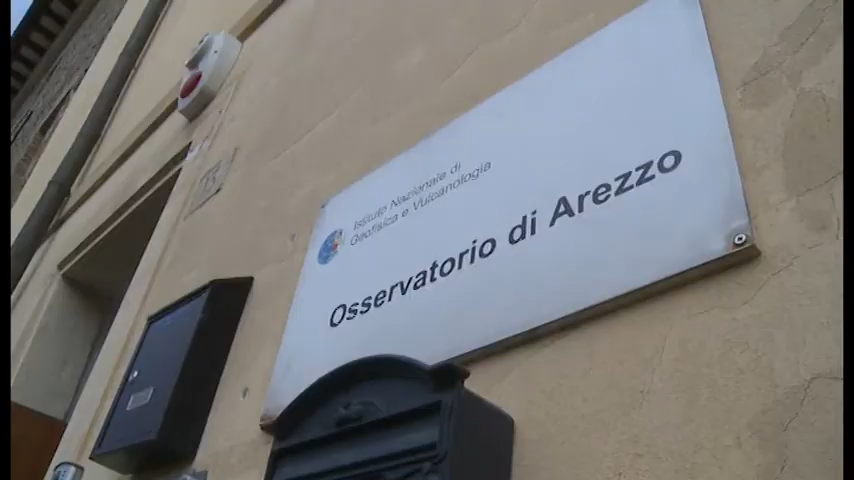 Istituto Nazionale di
Geofisica e Vulcanologia
Osservatorio di Arezzo